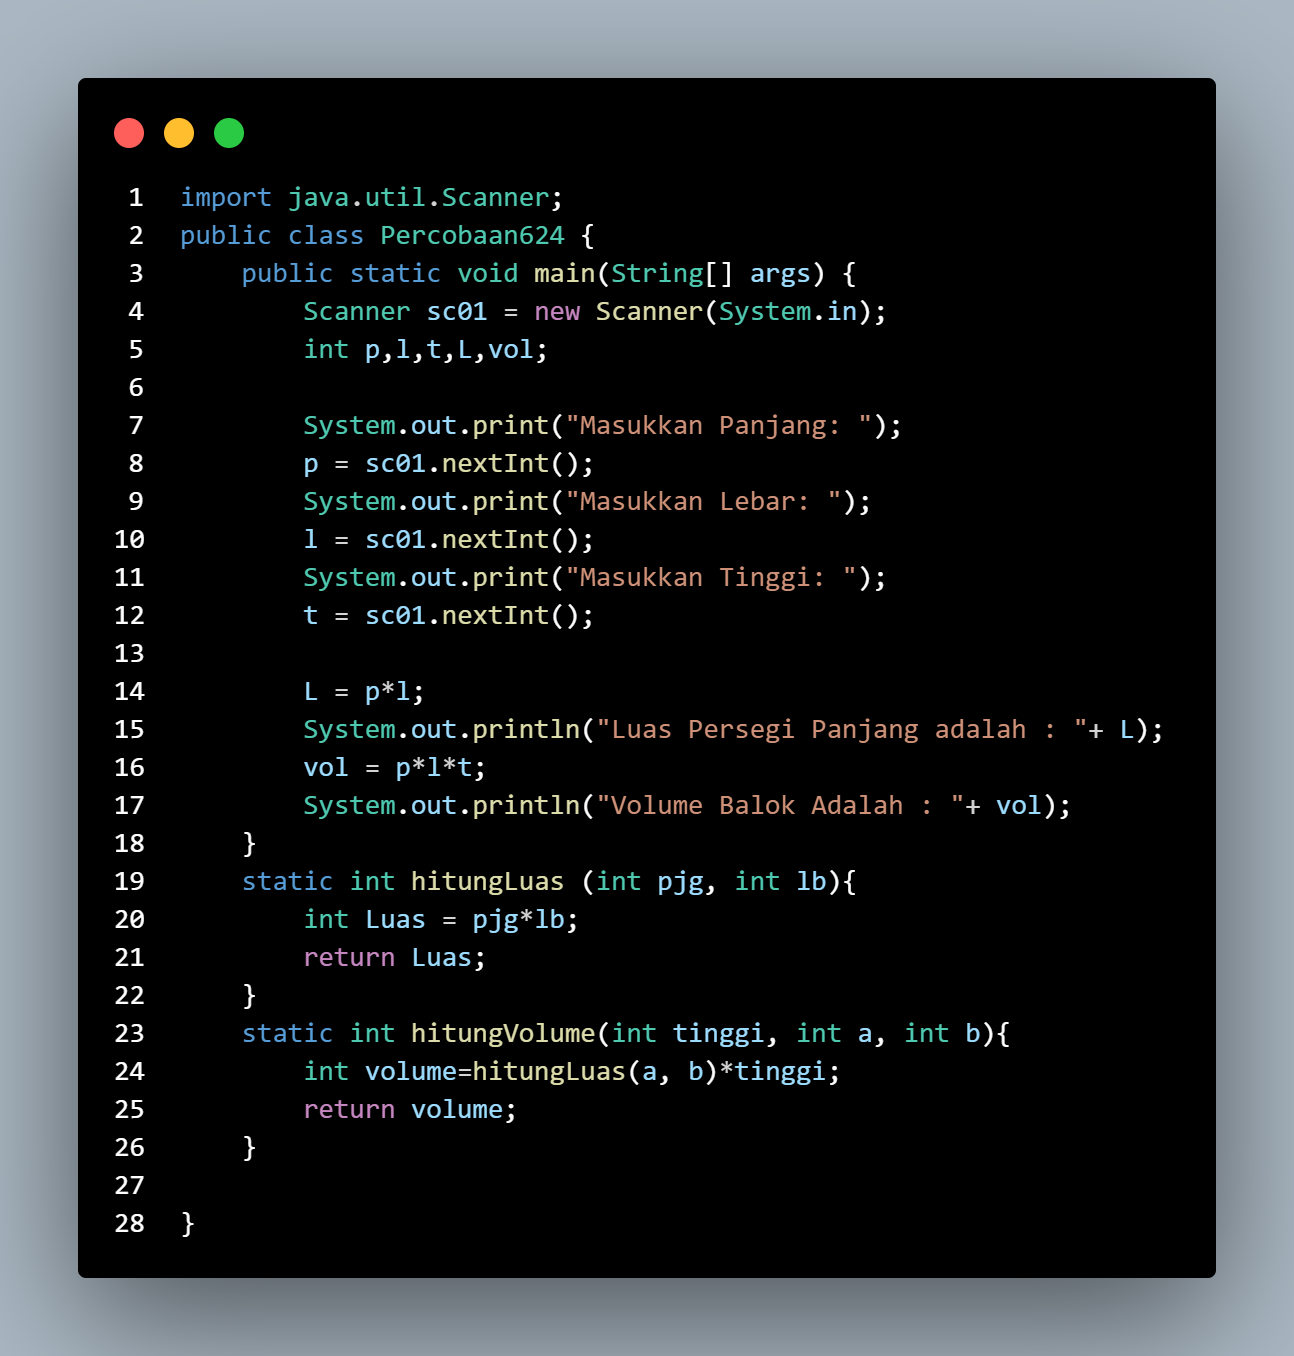 1 import java.util.Scanner;
2 public class Percobaan624 {
3     public static void main(String[] args) {
4         Scanner sc01 = new Scanner(System.in);
5         int p,l,t,L,vol;
6
7         System.out.print("Masukkan Panjang: ");
8         p = sc01.nextInt();
9         System.out.print("Masukkan Lebar: ");
10         l = sc01.nextInt();
11         System.out.print("Masukkan Tinggi: ");
12         t = sc01.nextInt();
13
14         L = p*l;
15         System.out.println("Luas Persegi Panjang adalah : "+ L);
16         vol = p*l*t;
17         System.out.println("Volume Balok Adalah : "+ vol);
18     }
19     static int hitungLuas (int pjg, int lb){
20         int Luas = pjg*lb;
21         return Luas;
22     }
23     static int hitungVolume(int tinggi, int a, int b){
24         int volume=hitungLuas(a, b)*tinggi;
25         return volume;
26     }
27
28 }